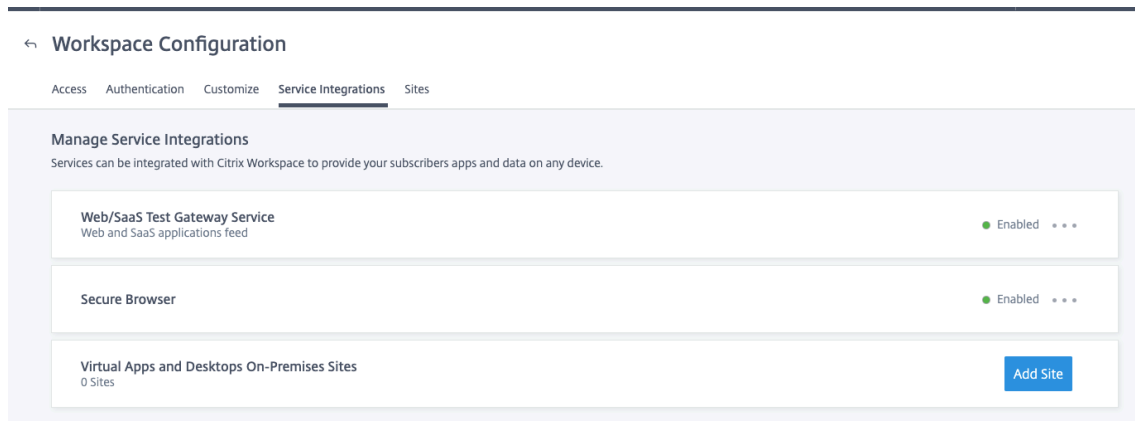 Workspace Configuration
Access Authentication Customize Service Integrations Sites
Manage Service Integrations
Services can be integrated with Citrix Workspace to provide your subscribers apps and data on any device.
Web/SaaS Test Gateway Service
Web and SaaS applications feed
Enabled
Secure Browser
Enabled
Virtual Apps and Desktops On-Premises Sites
0 Sites
Add Site